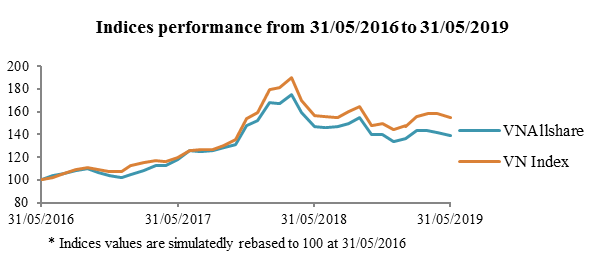 Indices performance from 31/05/2016 to 31/05/2019
200
180
160
140
120
100
80
31/05/2016 31/05/2017 31/05/2018 31/05/2019
VNAllshare
VN Index
* Indices values are simulatedly rebased to 100 at 31/05/2016